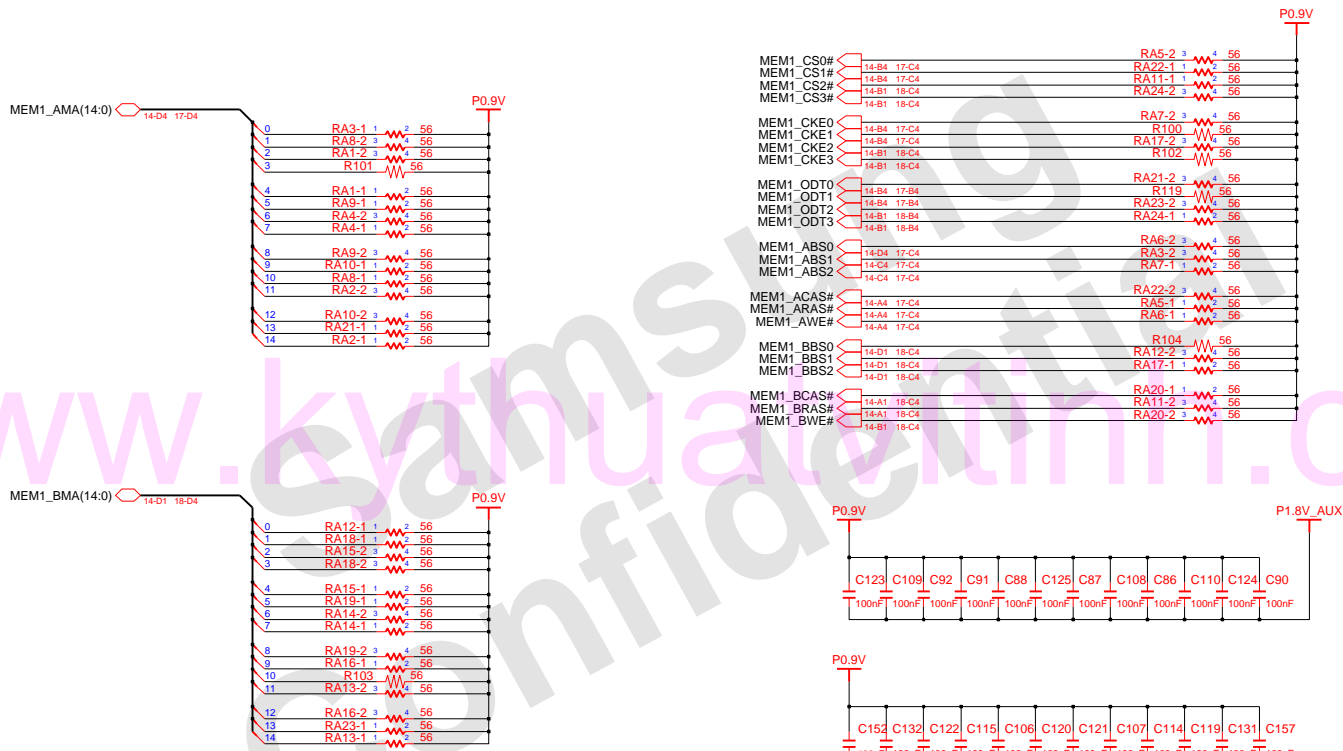 MEM1_AMA(14:0)
14-D4 17-D4
P0.9V
0 RA3-1 1 2 56
1 RA8-2 3 4 56
2 RA1-2 3 4 56
3 R101 56
4 RA1-1 1 2 56
5 RA9-1 1 2 56
6 RA4-2 3 4 56
7 RA4-1 1 2 56
8 RA9-2 3 4 56
9 RA10-1 1 2 56
10 RA8-1 1 2 56
11 RA2-2 3 4 56
12 RA10-2 3 4 56
13 RA21-1 1 2 56
14 RA2-1 1 2 56
MEM1_BMA(14:0)
14-D1 18-D4
P0.9V
0 RA12-1 1 2 56
1 RA18-1 1 2 56
2 RA15-2 3 4 56
3 RA18-2 3 4 56
4 RA15-1 1 2 56
5 RA19-1 1 2 56
6 RA14-2 3 4 56
7 RA14-1 1 2 56
8 RA19-2 3 4 56
9 RA16-1 1 2 56
10 R103 56
11 RA13-2 3 4 56
12 RA16-2 3 4 56
13 RA23-1 1 2 56
14 RA13-1 1 2 56
P0.9V
MEM1_CS0# 14-B4 17-C4 RA5-2 3 4 56
MEM1_CS1# 14-B4 17-C4 RA22-1 1 2 56
MEM1_CS2# 14-B1 18-C4 RA11-1 1 2 56
MEM1_CS3# 14-B1 18-C4 RA24-2 3 4 56
MEM1_CKE0 14-B4 17-C4 RA7-2 3 4 56
MEM1_CKE1 14-B4 17-C4 R100 56
MEM1_CKE2 14-B1 18-C4 RA17-2 3 4 56
MEM1_CKE3 14-B1 18-C4 R102 56
MEM1_ODT0 14-B4 17-B4 RA21-2 3 4 56
MEM1_ODT1 14-B4 17-B4 R119 56
MEM1_ODT2 14-B1 18-B4 RA23-2 3 4 56
MEM1_ODT3 14-B1 18-B4 RA24-1 1 2 56
MEM1_ABS0 14-D4 17-C4 RA6-2 3 4 56
MEM1_ABS1 14-C4 17-C4 RA3-2 3 4 56
MEM1_ABS2 14-C4 17-C4 RA7-1 1 2 56
MEM1_ACAS# 14-A4 17-C4 RA22-2 3 4 56
MEM1_ARAS# 14-A4 17-C4 RA5-1 1 2 56
MEM1_AWE# 14-A4 17-C4 RA6-1 1 2 56
MEM1_BBS0 14-D1 18-C4 R104 56
MEM1_BBS1 14-D1 18-C4 RA12-2 3 4 56
MEM1_BBS2 14-D1 18-C4 RA17-1 1 2 56
MEM1_BCAS# 14-A1 18-C4 RA20-1 1 2 56
MEM1_BRAS# 14-A1 18-C4 RA11-2 3 4 56
MEM1_BWE# 14-B1 18-C4 RA20-2 3 4 56
P0.9V P1.8V_AUX
C123 C109 C92 C91 C88 C125 C87 C108 C86 C110 C124 C90
100nF 100nF 100nF 100nF 100nF 100nF 100nF 100nF 100nF 100nF 100nF 100nF
P0.9V
C152 C132 C122 C115 C106 C120 C121 C107 C114 C119 C131 C157
Samsung
Confidential
www.kythuatvitinh.c